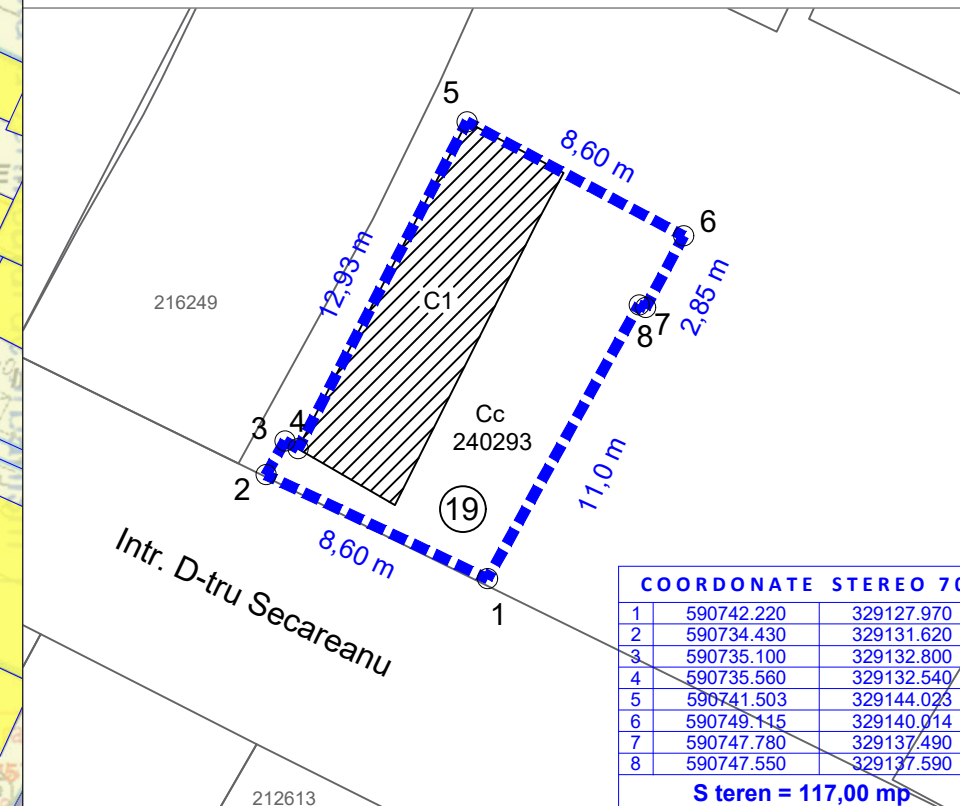 5
8,60 m
6
12,93 m
2,85 m
216249
C1
7
8
Cc
240293
3
4
11,0 m
2
19
8,60 m
1
Intr. D-tru Secareanu
212613
COORDONATE STEREO 70
1 590742.220 329127.970
2 590734.430 329131.620
3 590735.100 329132.800
4 590735.560 329132.540
5 590741.503 329144.023
6 590749.115 329140.014
7 590747.780 329137.490
8 590747.550 329137.590
S teren = 117,00 mp